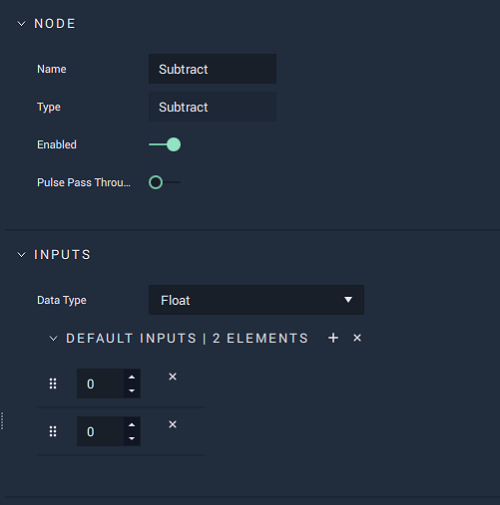 NODE
Name Subtract
Type Subtract
Enabled
Pulse Pass Throu...
INPUTS
Data Type Float
DEFAULT INPUTS | 2 ELEMENTS + ×
0 ×
0 ×